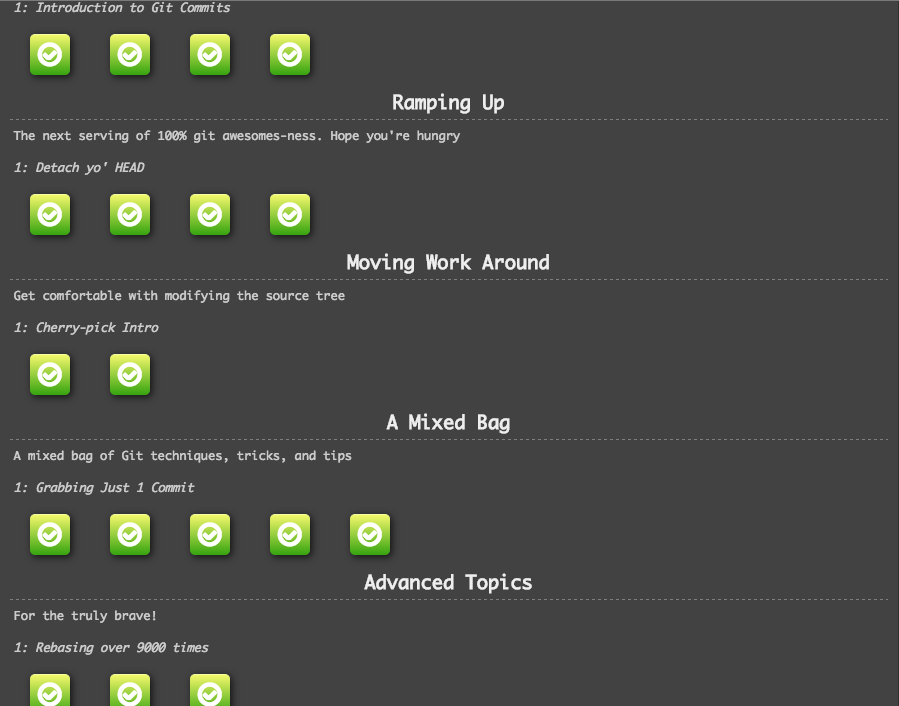 1: Introduction to Git Commits
Ramping Up
The next serving of 100% git awesomes-ness. Hope you're hungry
1: Detach yo' HEAD
Moving Work Around
Get comfortable with modifying the source tree
1: Cherry-pick Intro
A Mixed Bag
A mixed bag of Git techniques, tricks, and tips
1: Grabbing Just 1 Commit
Advanced Topics
For the truly brave!
1: Rebasing over 9000 times